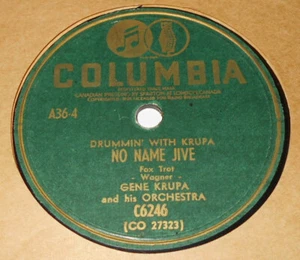 COLUMBIA
A36-4
DRUMMIN' WITH KRUPA
NO NAME JIVE
Fox Trot
- Wagner -
GENE KRUPA
and his ORCHESTRA
C6246
(CO 27323)